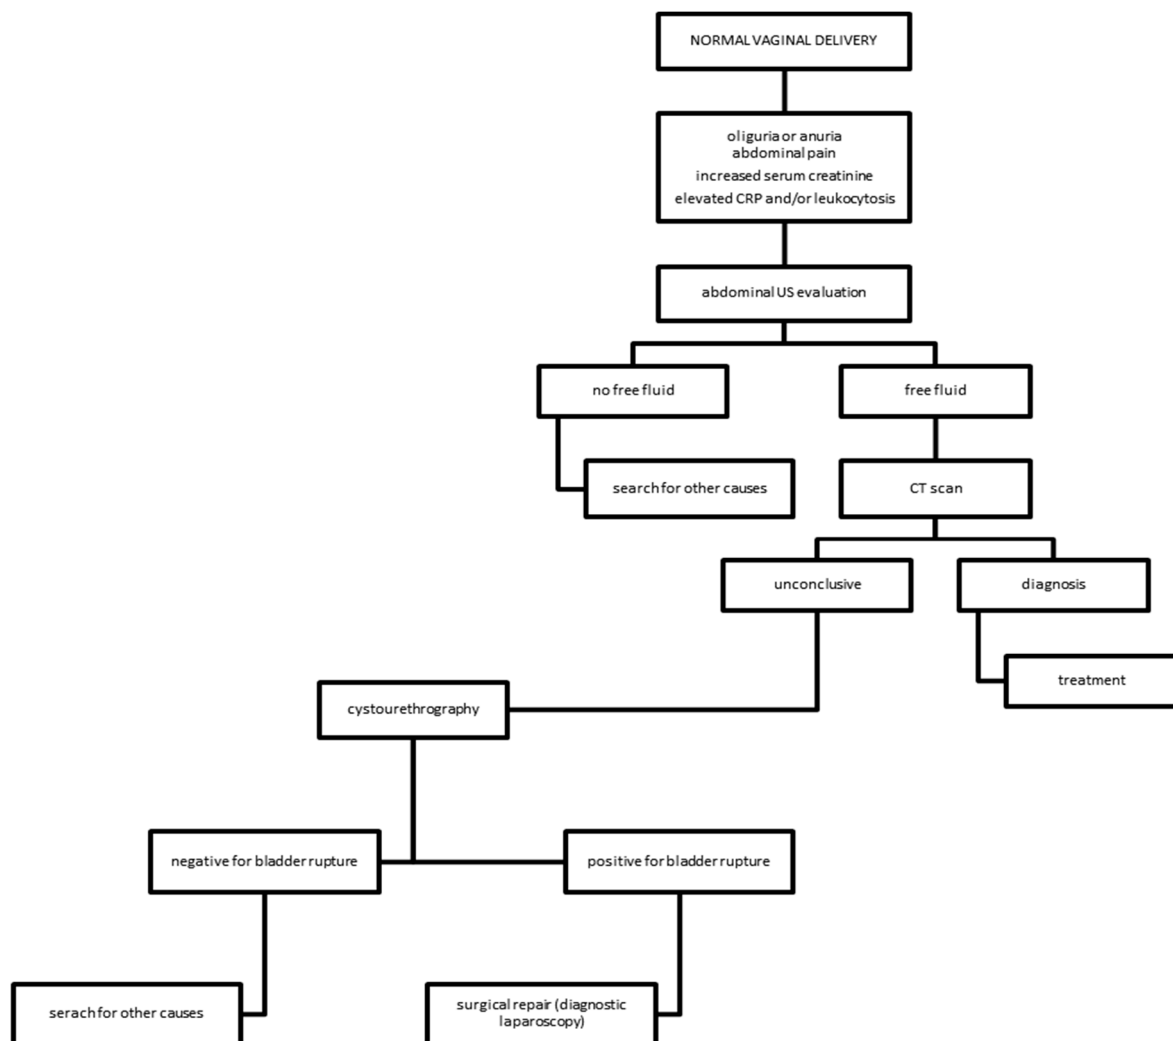 NORMAL VAGINAL DELIVERY
oliguria or anuria
abdominal pain
increased serum creatinine
elevated CRP and/or leukocytosis
abdominal US evaluation
no free fluid
free fluid
search for other causes
CT scan
unconclusive
diagnosis
treatment
cystourethrography
negative for bladder rupture
positive for bladder rupture
serach for other causes
surgical repair (diagnostic
laparoscopy)